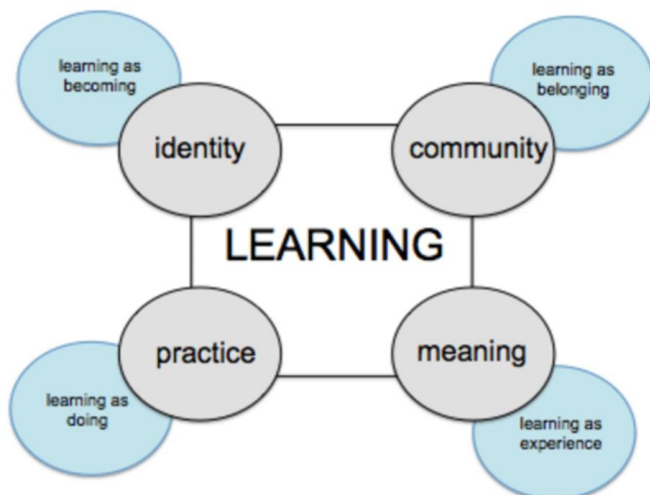 learning as
becoming
learning as
belonging
identity
community
LEARNING
practice
meaning
learning as
doing
learning as
experience